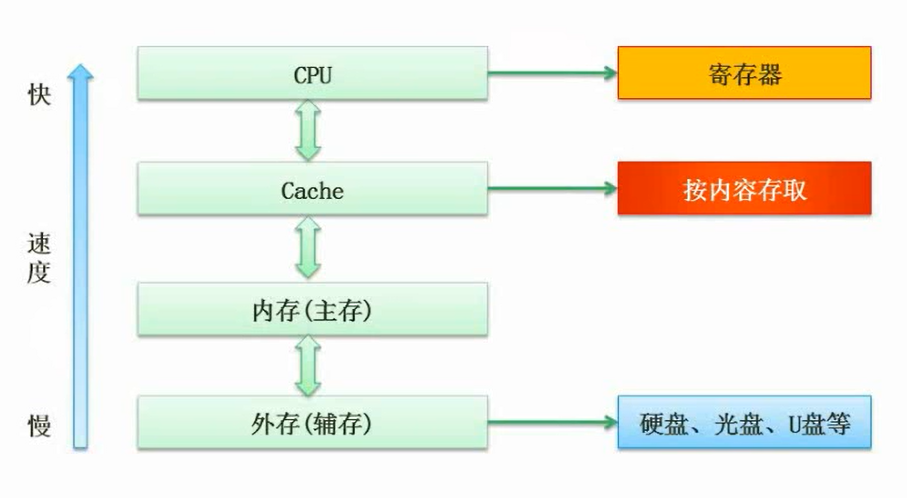 快
CPU
寄存器
Cache
按内容存取
速度
内存(主存)
慢
外存(辅存)
硬盘、光盘、U盘等